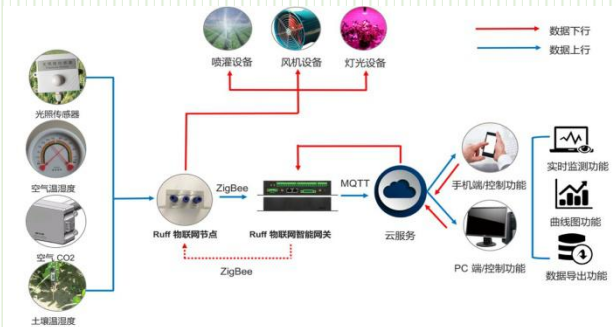 数据下行
数据上行
喷灌设备
风机设备
灯光设备
光照传感器
空气温湿度
空气 CO2
土壤温湿度
ZigBee
Ruff 物联网节点
Ruff 物联网智能网关
ZigBee
MQTT
云服务
手机端/控制功能
PC 端/控制功能
实时监测功能
曲线图功能
数据导出功能